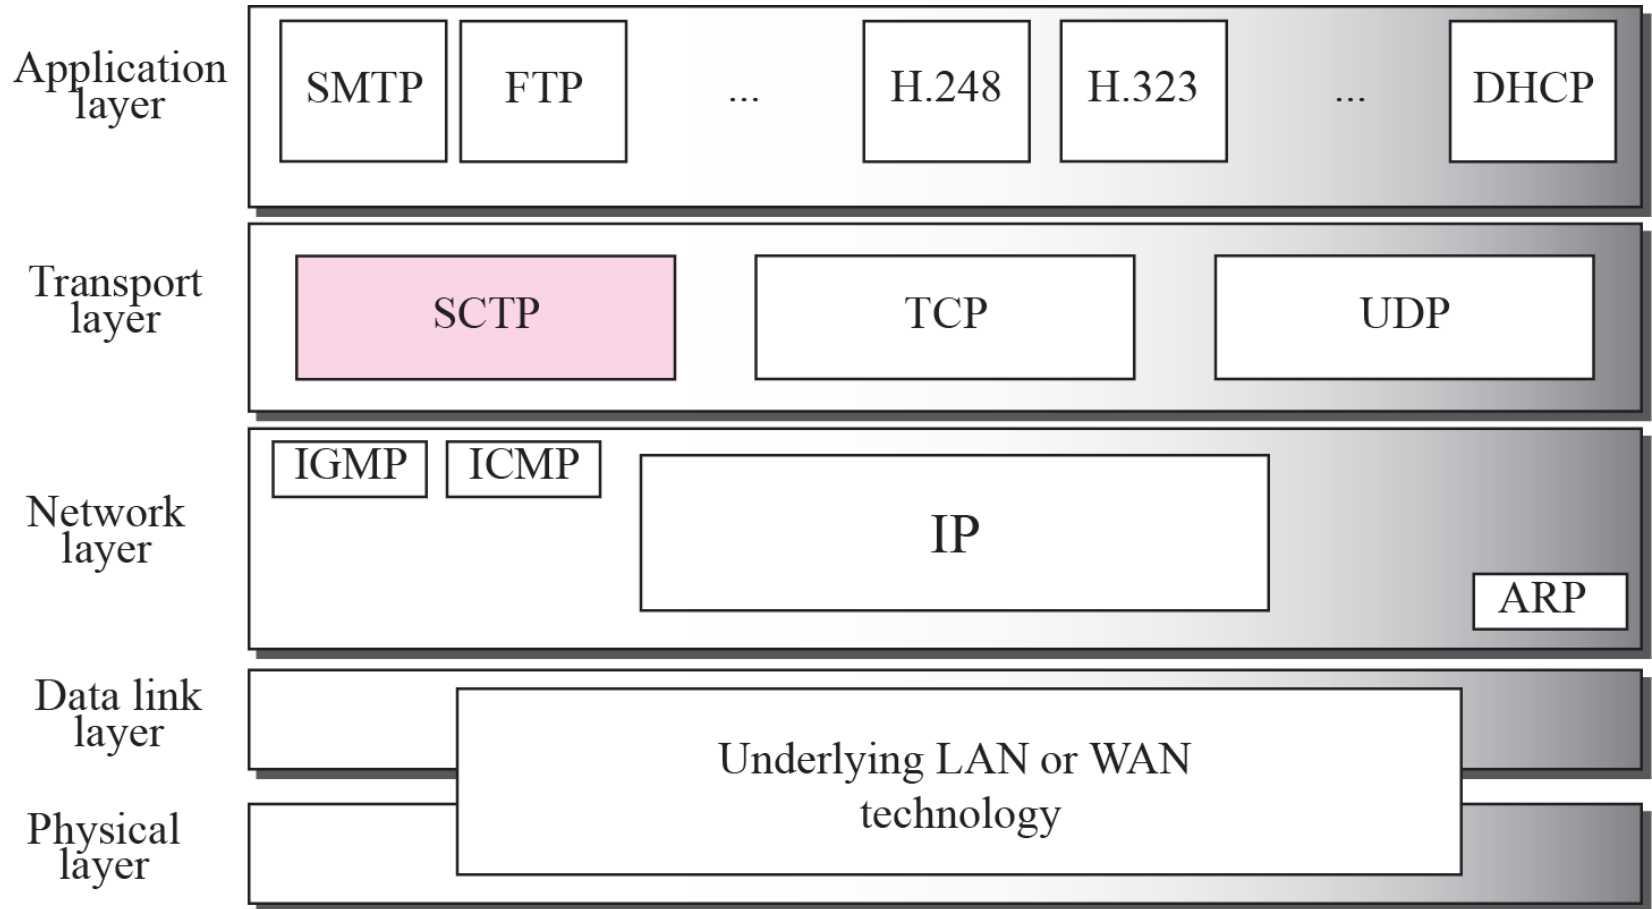 Application
layer
SMTP
FTP
...
H.248
H.323
...
DHCP
Transport
layer
SCTP
TCP
UDP
Network
layer
IGMP
ICMP
IP
ARP
Data link
layer
Underlying LAN or WAN
technology
Physical
layer